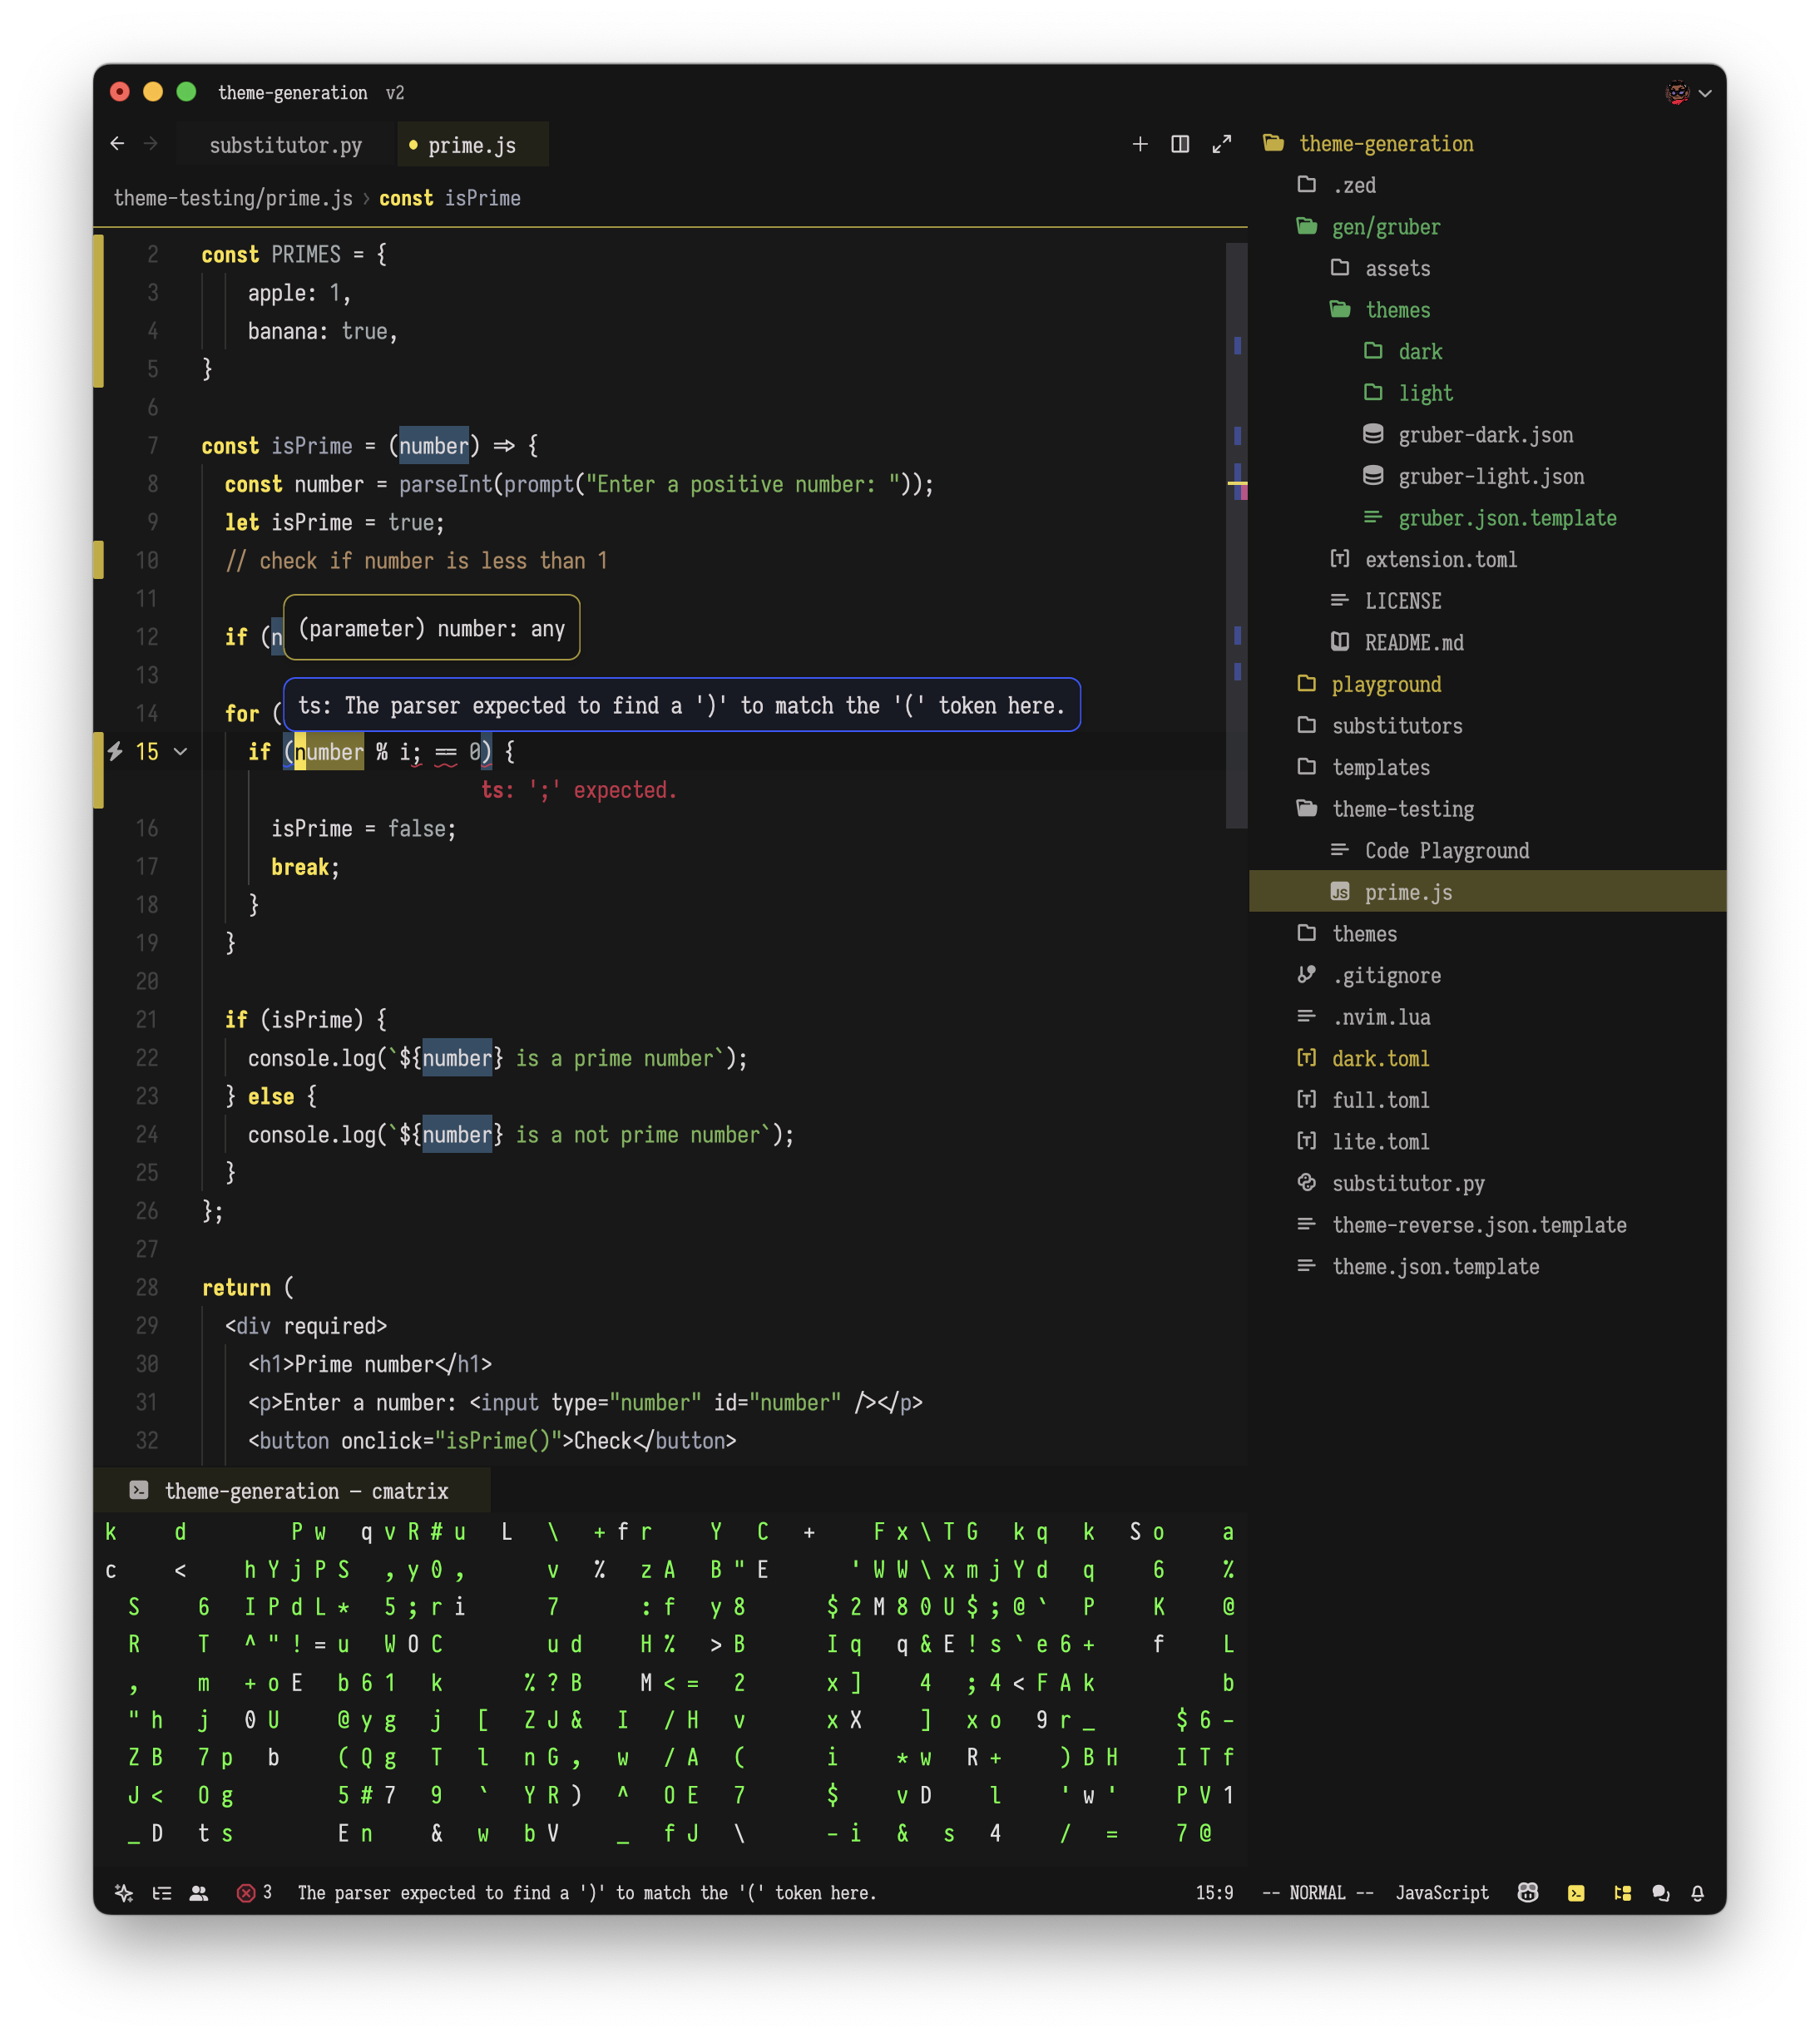 theme-generation v2
substitutor.py prime.js
theme-testing/prime.js › const isPrime
2 const PRIMES = {
3 apple: 1,
4 banana: true,
5 }
6
7 const isPrime = (number) => {
8 const number = parseInt(prompt("Enter a positive number: "));
9 let isPrime = true;
10 // check if number is less than 1
11
12 if (n
(parameter) number: any
13
ts: The parser expected to find a ')' to match the '(' token here.
14 for (
15 if (number % i; == 0) {
ts: ';' expected.
16 isPrime = false;
17 break;
18 }
19 }
20
21 if (isPrime) {
22 console.log(`${number} is a prime number`);
23 } else {
24 console.log(`${number} is a not prime number`);
25 }
26 };
27
28 return (
29 <div required>
30 <h1>Prime number</h1>
31 <p>Enter a number: <input type="number" id="number" /></p>
32 <button onclick="isPrime()">Check</button>
theme-generation
.zed
gen/gruber
assets
themes
dark
light
gruber-dark.json
gruber-light.json
gruber.json.template
extension.toml
LICENSE
README.md
playground
substitutors
templates
theme-testing
Code Playground
JS prime.js
themes
.gitignore
.nvim.lua
dark.toml
full.toml
lite.toml
substitutor.py
theme-reverse.json.template
theme.json.template
theme-generation — cmatrix
k d P w q v R # u L \ + f r Y C + F x \ T G k q k S o a
c < h Y j P S , y 0 , v % z A B " E ' W W \ x m j Y d q 6 %
S 6 I P d L * 5 ; r i 7 : f y 8 $ 2 M 8 0 U $ ; @ ` P K @
R T ^ " ! = u W O C u d H % > B I q q & E ! s ` e 6 + f L
, m + o E b 6 1 k % ? B M < = 2 x ] 4 ; 4 < F A k b
" h j 0 U @ y g j [ Z J & I / H v x X ] x o 9 r _ $ 6 -
Z B 7 p b ( Q g T l n G , w / A ( i * w R + ) B H I T f
J < O g 5 # 7 9 ` Y R ) ^ O E 7 $ v D l ' w ' P V 1
_ D t s E n & w b V _ f J \ - i & s 4 / = 7 @
3 The parser expected to find a ')' to match the '(' token here. 15:9 -- NORMAL -- JavaScript